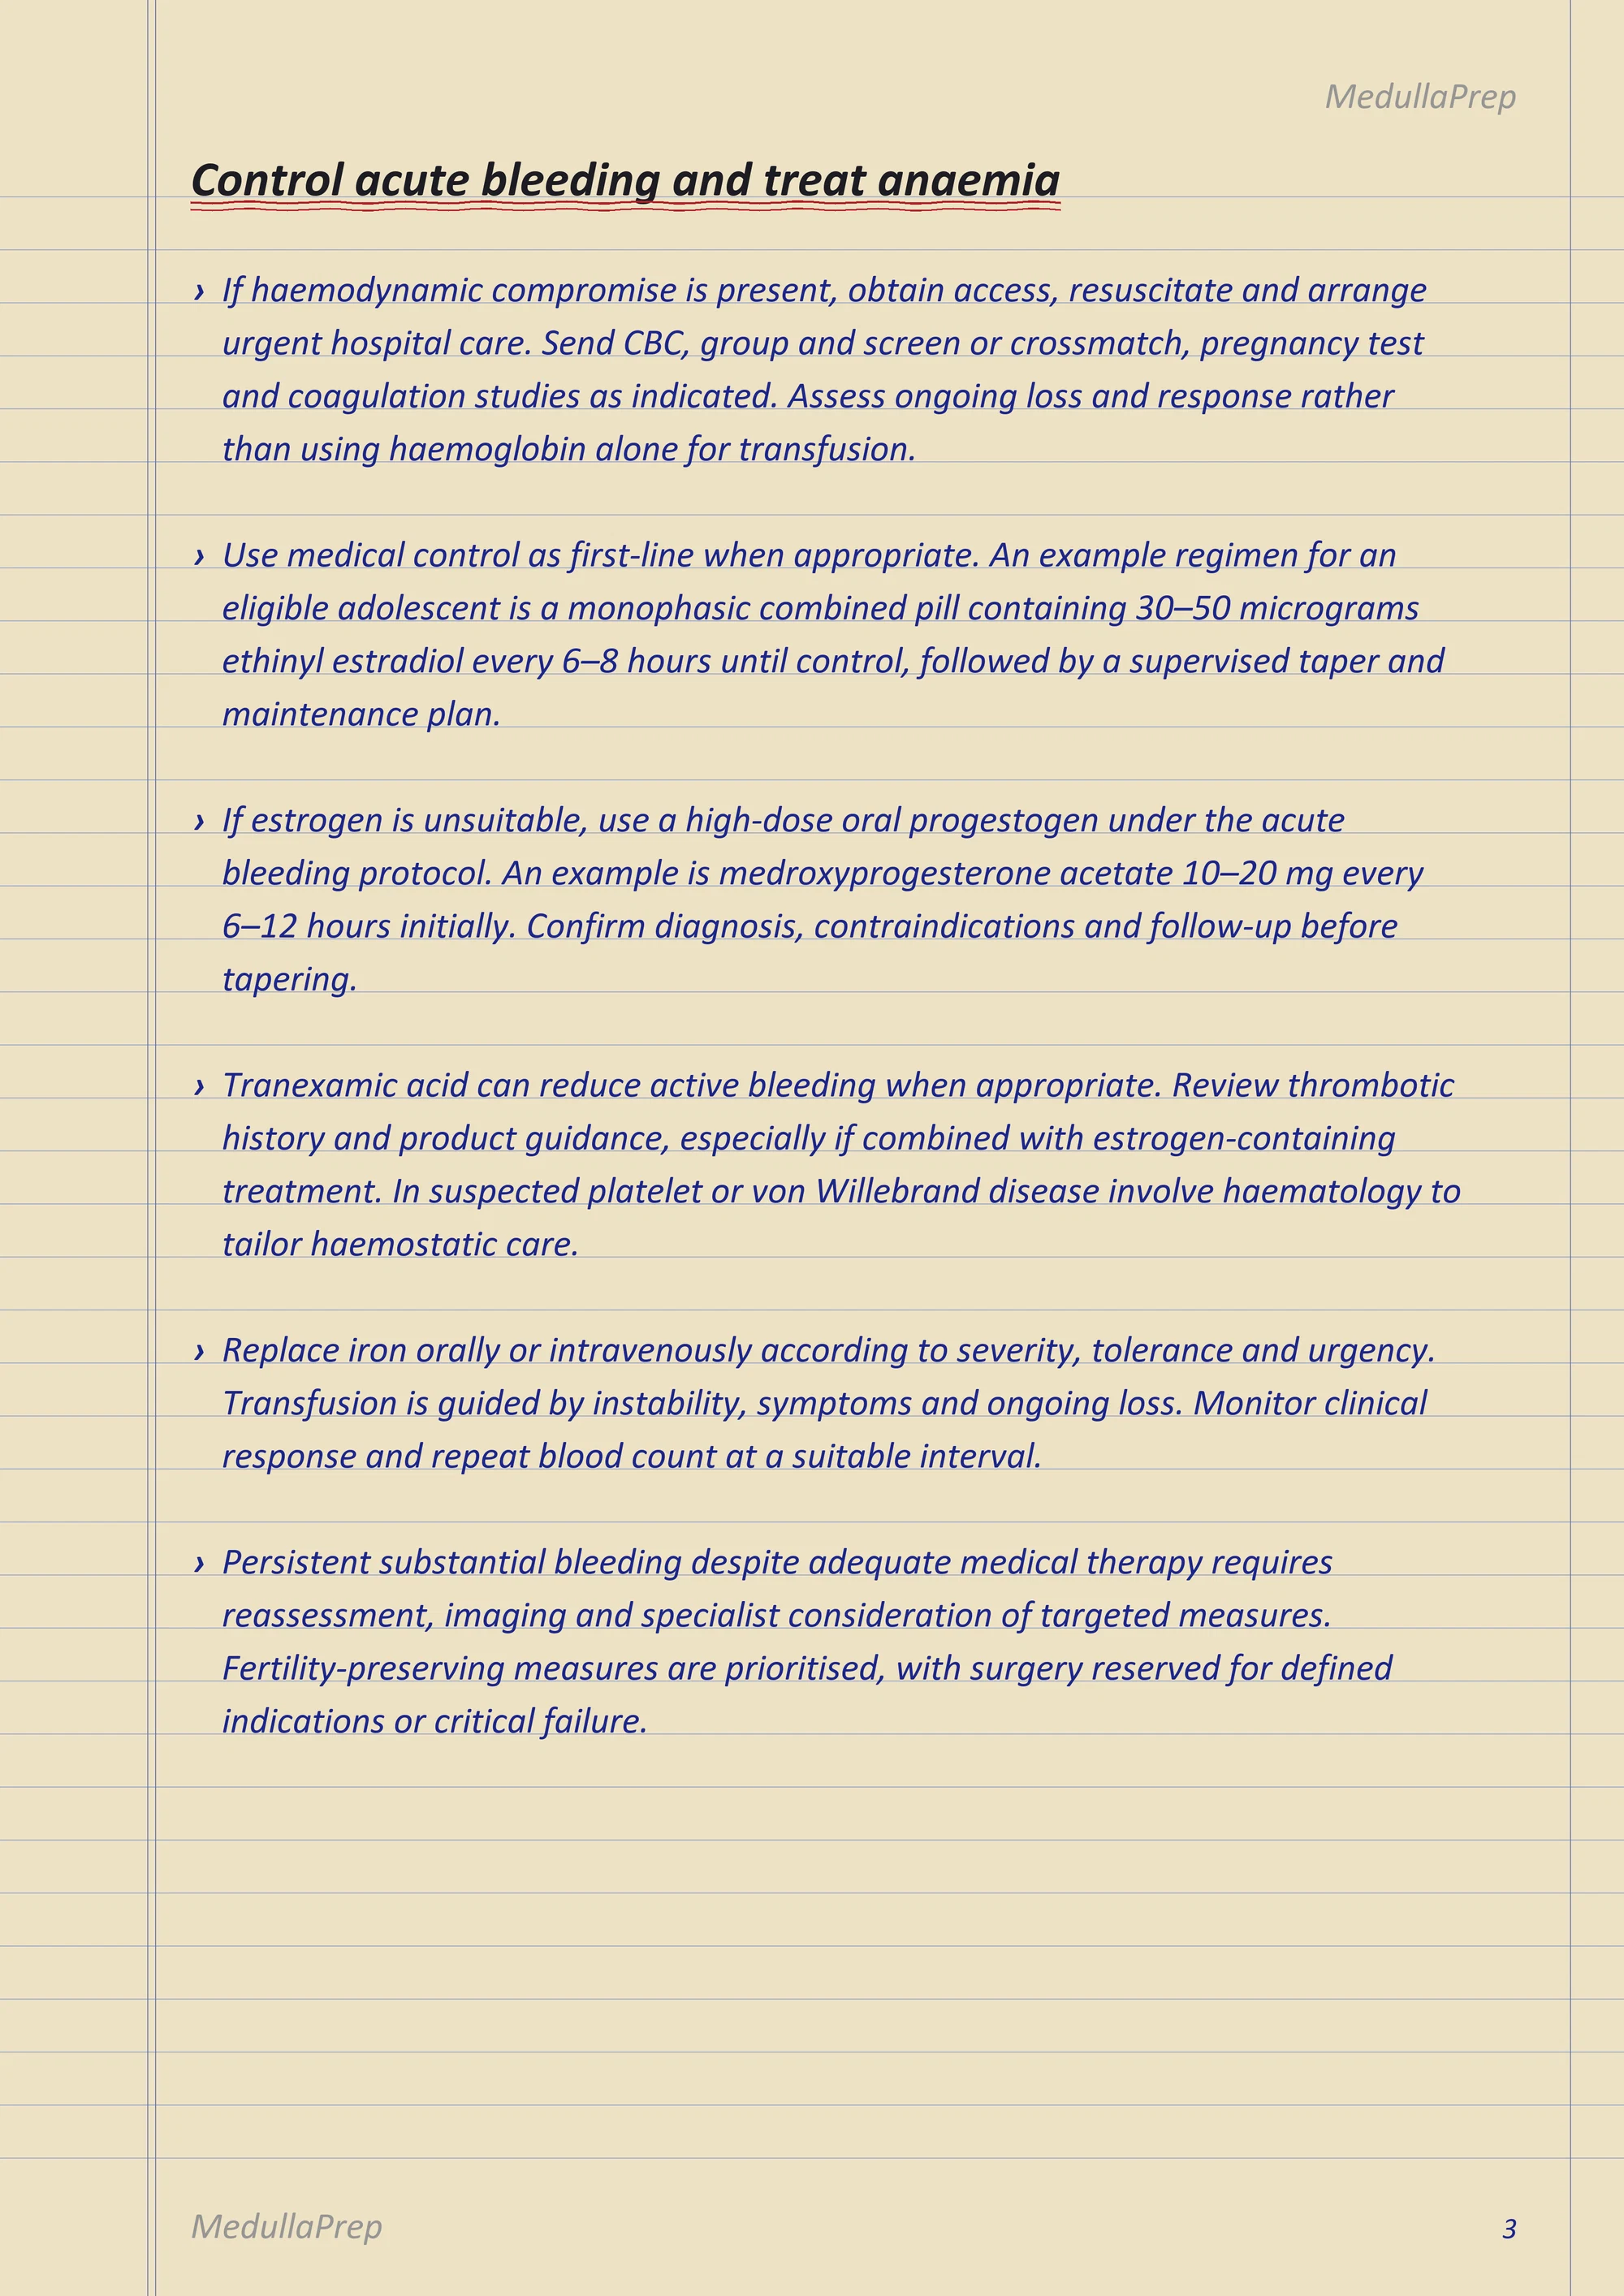 MedullaPrep
Control acute bleeding and treat anaemia
› If haemodynamic compromise is present, obtain access, resuscitate and arrange
urgent hospital care. Send CBC, group and screen or crossmatch, pregnancy test
and coagulation studies as indicated. Assess ongoing loss and response rather
than using haemoglobin alone for transfusion.
› Use medical control as first-line when appropriate. An example regimen for an
eligible adolescent is a monophasic combined pill containing 30–50 micrograms
ethinyl estradiol every 6–8 hours until control, followed by a supervised taper and
maintenance plan.
› If estrogen is unsuitable, use a high-dose oral progestogen under the acute
bleeding protocol. An example is medroxyprogesterone acetate 10–20 mg every
6–12 hours initially. Confirm diagnosis, contraindications and follow-up before
tapering.
› Tranexamic acid can reduce active bleeding when appropriate. Review thrombotic
history and product guidance, especially if combined with estrogen-containing
treatment. In suspected platelet or von Willebrand disease involve haematology to
tailor haemostatic care.
› Replace iron orally or intravenously according to severity, tolerance and urgency.
Transfusion is guided by instability, symptoms and ongoing loss. Monitor clinical
response and repeat blood count at a suitable interval.
› Persistent substantial bleeding despite adequate medical therapy requires
reassessment, imaging and specialist consideration of targeted measures.
Fertility-preserving measures are prioritised, with surgery reserved for defined
indications or critical failure.
MedullaPrep
3